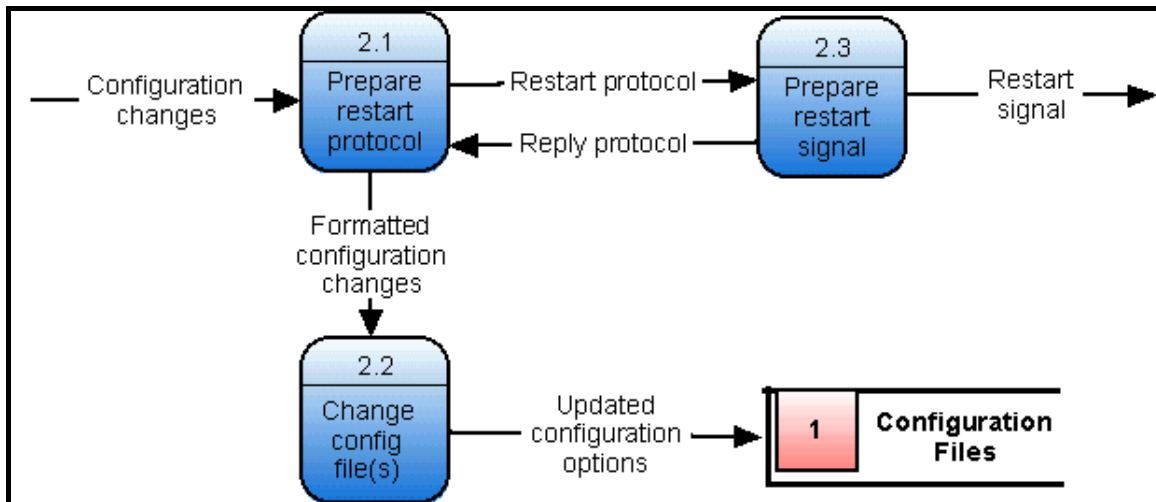 2.1
Prepare
restart
protocol
Configuration
changes
Restart protocol
Reply protocol
2.3
Prepare
restart
signal
Restart
signal
Formatted
configuration
changes
2.2
Change
config
file(s)
Updated
configuration
options
1
Configuration
Files